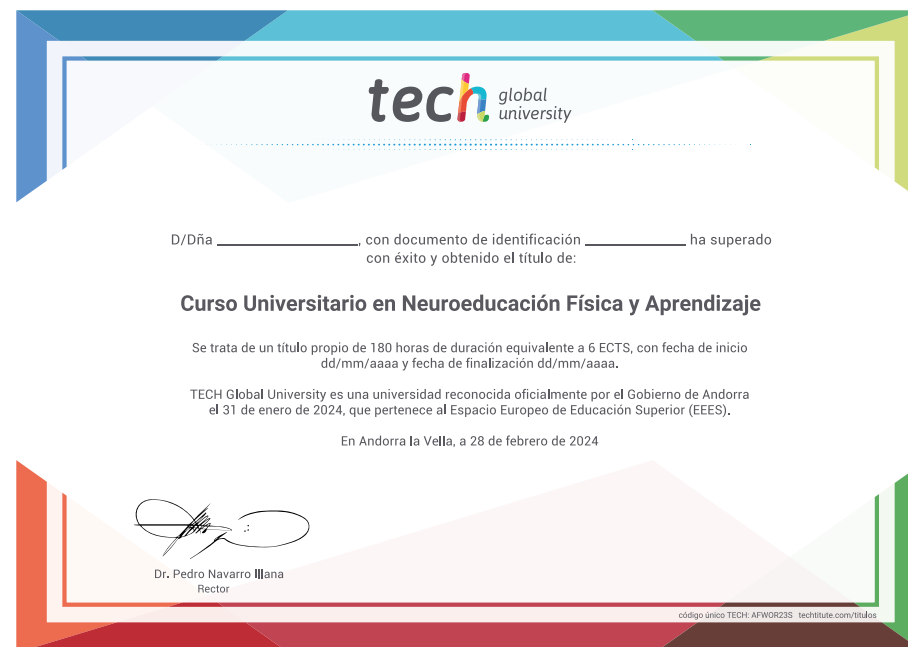 tech global university
D/Dña ____________, con documento de identificación ____________ ha superado
con éxito y obtenido el título de:
Curso Universitario en Neuroeducación Física y Aprendizaje
Se trata de un título propio de 180 horas de duración equivalente a 6 ECTS, con fecha de inicio
dd/mm/aaaa y fecha de finalización dd/mm/aaaa.
TECH Global University es una universidad reconocida oficialmente por el Gobierno de Andorra
el 31 de enero de 2024, que pertenece al Espacio Europeo de Educación Superior (EEES).
En Andorra la Vella, a 28 de febrero de 2024
Dr. Pedro Navarro Illana
Rector
código único TECH: AFWOR23S techtitute.com/titulos